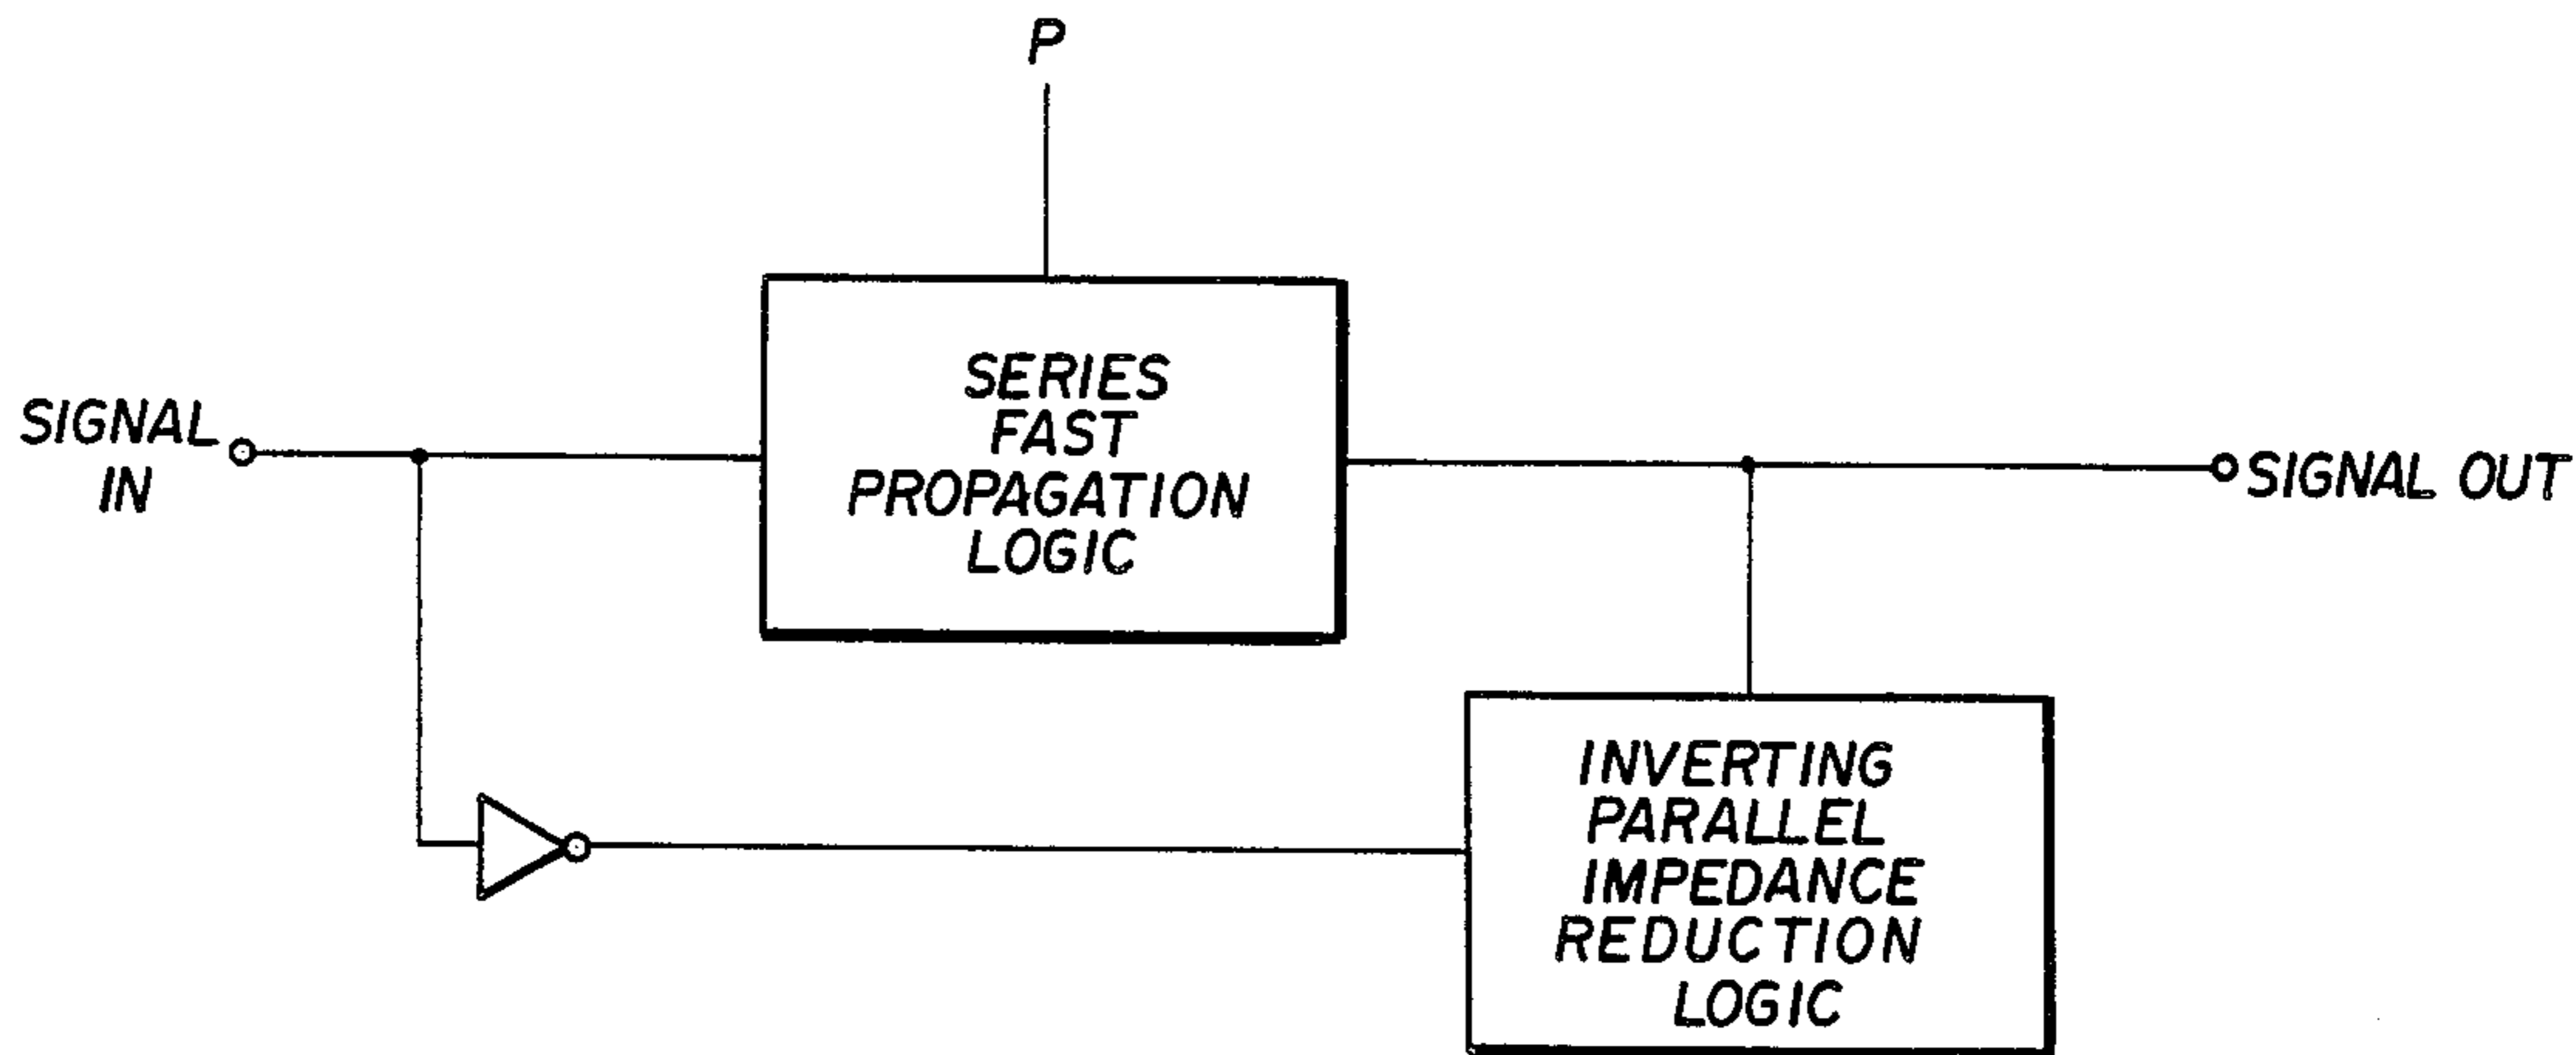 P
SIGNAL
IN
SERIES
FAST
PROPAGATION
LOGIC
SIGNAL OUT
INVERTING
PARALLEL
IMPEDANCE
REDUCTION
LOGIC